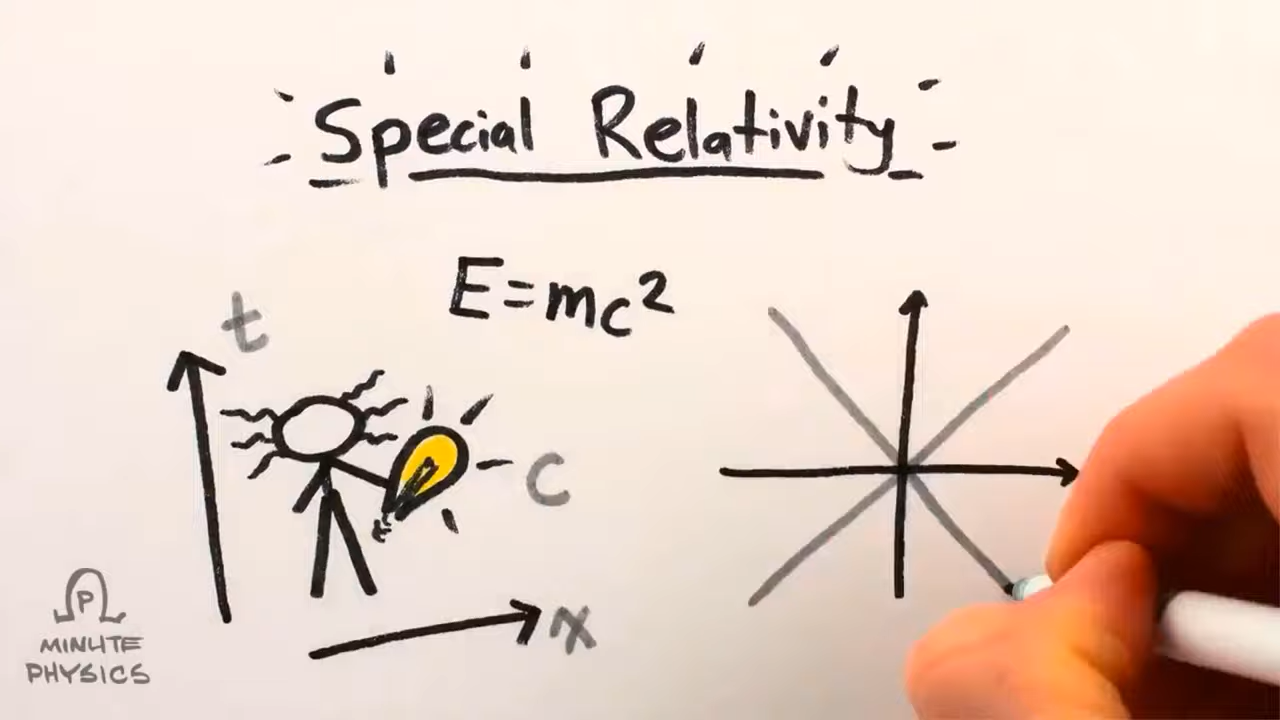 Special Relativity
E=mc²
t
c
x
P
MINUTE
PHYSICS